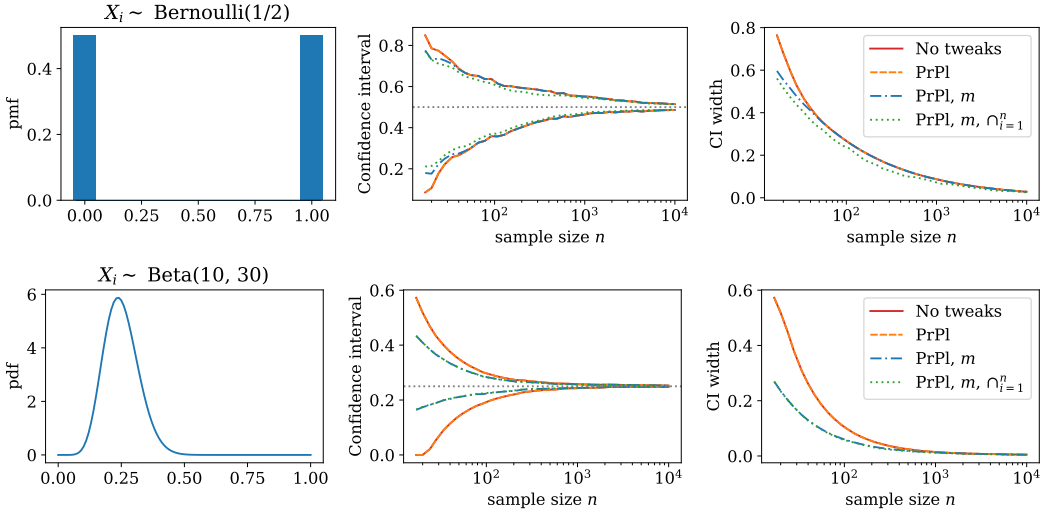 X_i ~ Bernoulli(1/2)
pmf
0.4
0.2
0.0
0.00 0.25 0.50 0.75 1.00
Confidence interval
0.8
0.6
0.4
0.2
10^2 10^3 10^4
sample size n
CI width
0.8
0.6
0.4
0.2
0.0
No tweaks
PrPl
PrPl, m
PrPl, m, ∩_{i=1}^n
10^2 10^3 10^4
sample size n
X_i ~ Beta(10, 30)
pdf
6
4
2
0
0.00 0.25 0.50 0.75 1.00
Confidence interval
0.6
0.4
0.2
0.0
10^2 10^3 10^4
sample size n
CI width
0.6
0.4
0.2
0.0
No tweaks
PrPl
PrPl, m
PrPl, m, ∩_{i=1}^n
10^2 10^3 10^4
sample size n